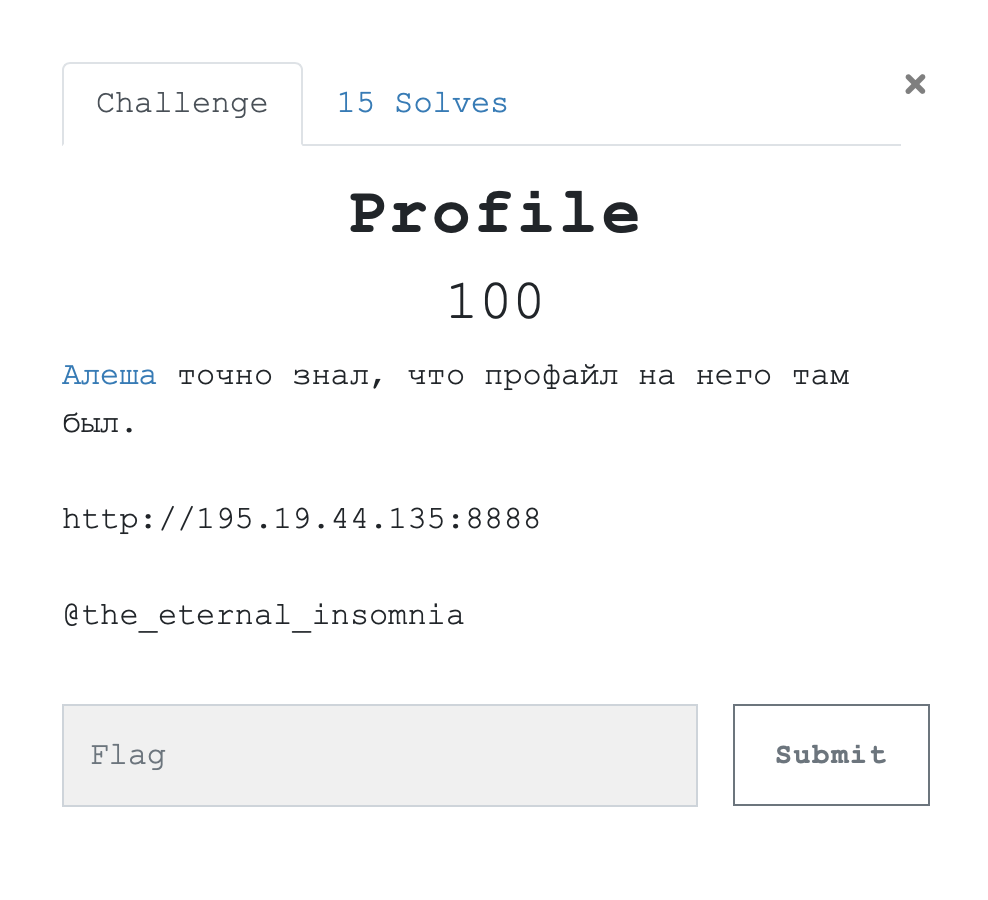 Challenge
15 Solves
×
Profile
100
Алеша точно знал, что профайл на него там
был.
http://195.19.44.135:8888
@the_eternal_insomnia
Flag
Submit